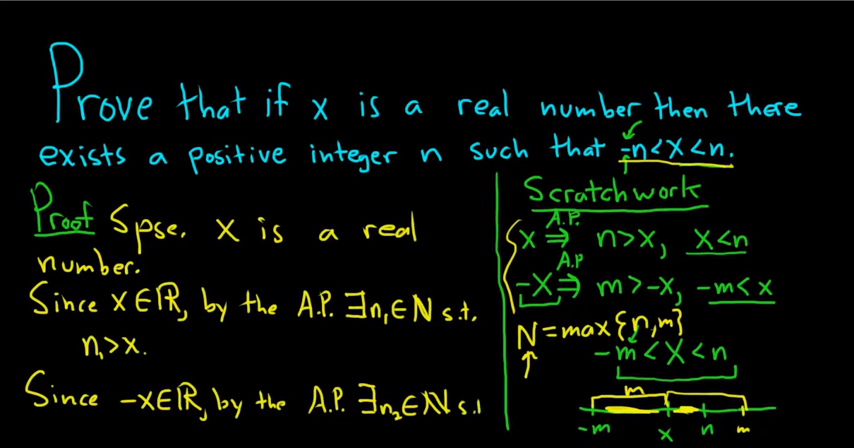 Prove that if x is a real number then there
exists a positive integer n such that -n<x<n.
Proof Spse. x is a real
number.
Since x∈ℝ, by the A.P. ∃n₁∈ℕ s.t.
n₁>x.
Since -x∈ℝ, by the A.P. ∃n₂∈ℕ s.t
Scratchwork
A.P.
x ⇒ n>x, x<n
A.P
-x ⇒ m>-x, -m<x
N=max{n,m}
-m<x<n
m
-m x n m